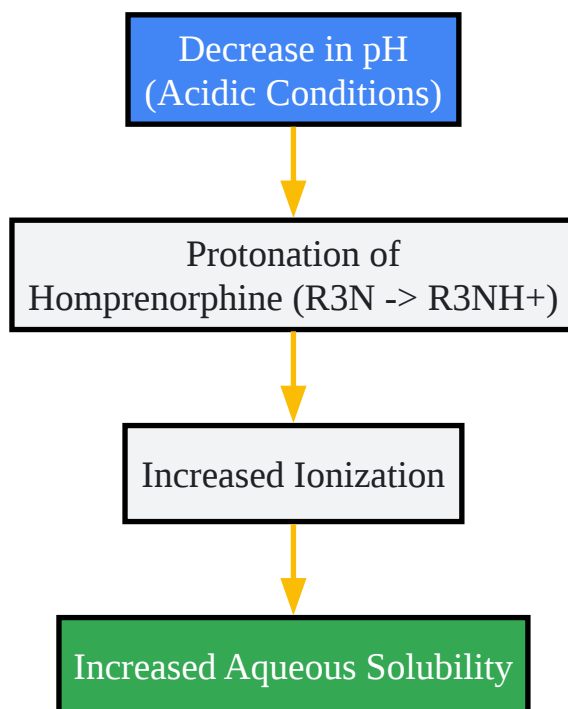 Decrease in pH
(Acidic Conditions)
Protonation of
Homprenorphine (R3N -> R3NH+)
Increased Ionization
Increased Aqueous Solubility